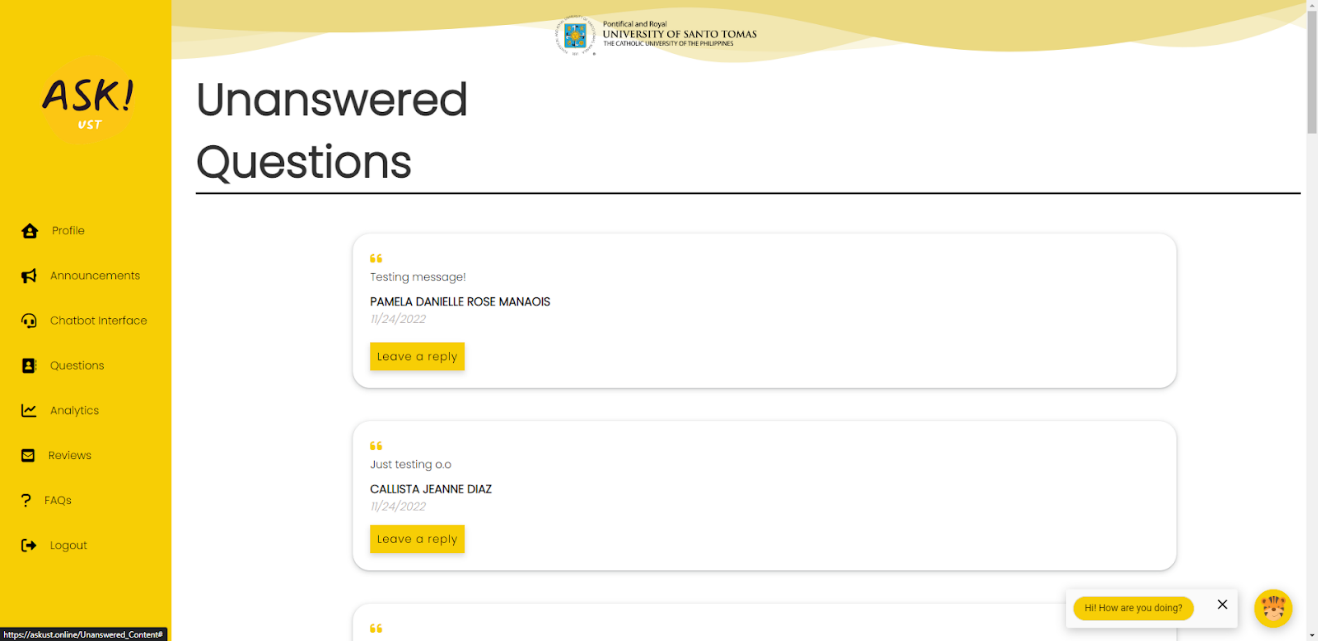 ASK!
UST
Profile
Announcements
Chatbot Interface
Questions
Analytics
Reviews
FAQs
Logout
Pontifical and Royal
UNIVERSITY OF SANTO TOMAS
THE CATHOLIC UNIVERSITY OF THE PHILIPPINES
Unanswered
Questions
Testing message!
PAMELA DANIELLE ROSE MANAOIS
11/24/2022
Leave a reply
Just testing o.o
CALLISTA JEANNE DIAZ
11/24/2022
Leave a reply
Hi! How are you doing?
https://askust.online/Unanswered_Content#